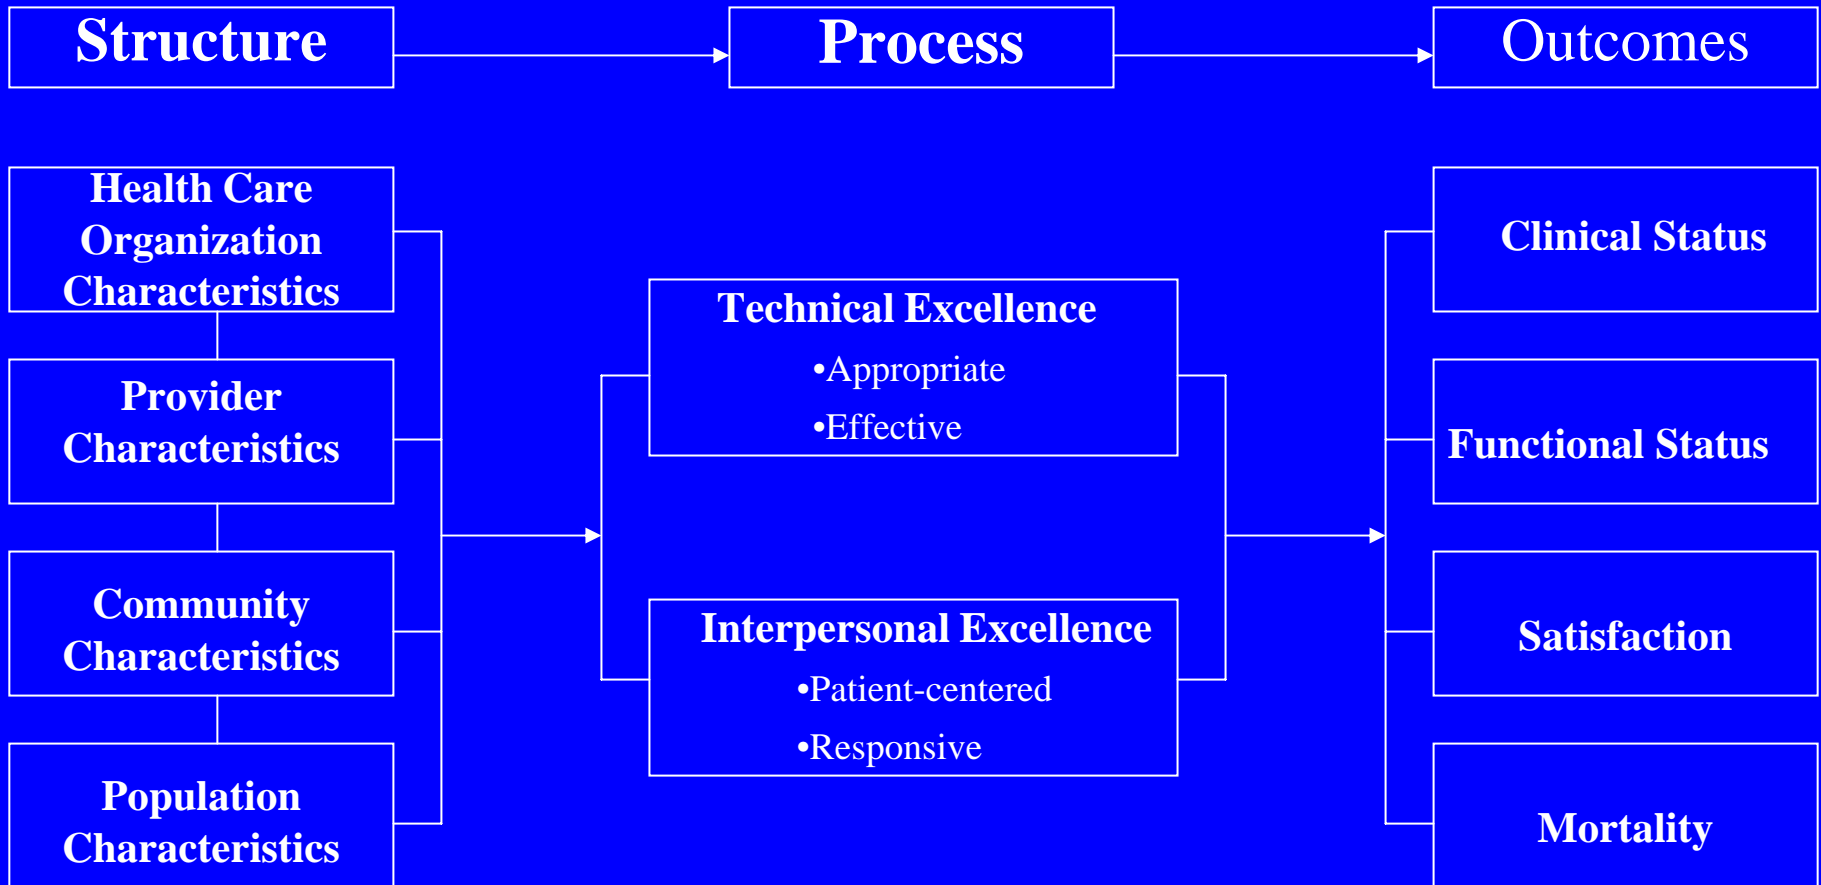 Structure
Process
Outcomes
Health Care
Organization
Characteristics
Provider
Characteristics
Community
Characteristics
Population
Characteristics
Technical Excellence
•Appropriate
•Effective
Interpersonal Excellence
•Patient-centered
•Responsive
Clinical Status
Functional Status
Satisfaction
Mortality